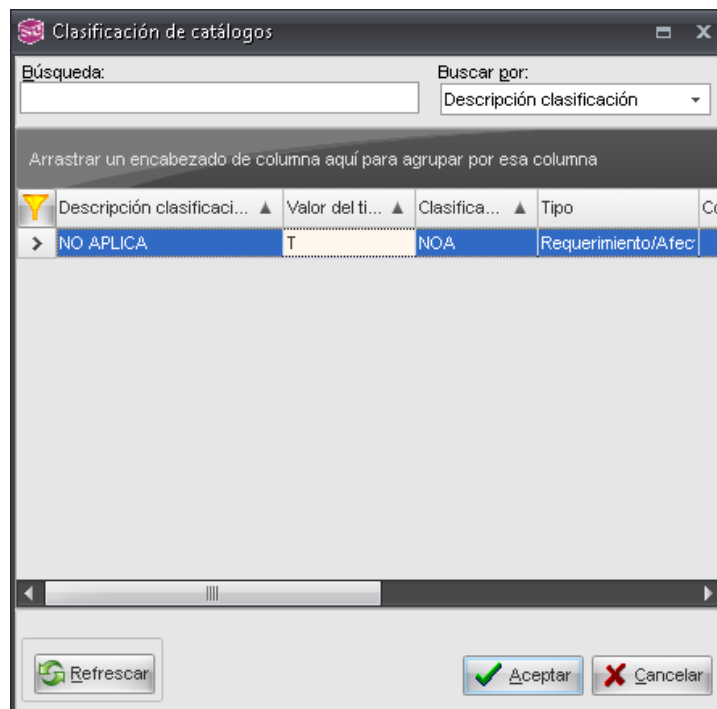 Clasificación de catálogos
Búsqueda:
Buscar por:
Descripción clasificación
Arrastrar un encabezado de columna aquí para agrupar por esa columna
Descripción clasificaci... Valor del ti... Clasifica... Tipo Co
NO APLICA T NOA Requerimiento/Afec
Refrescar Aceptar Cancelar